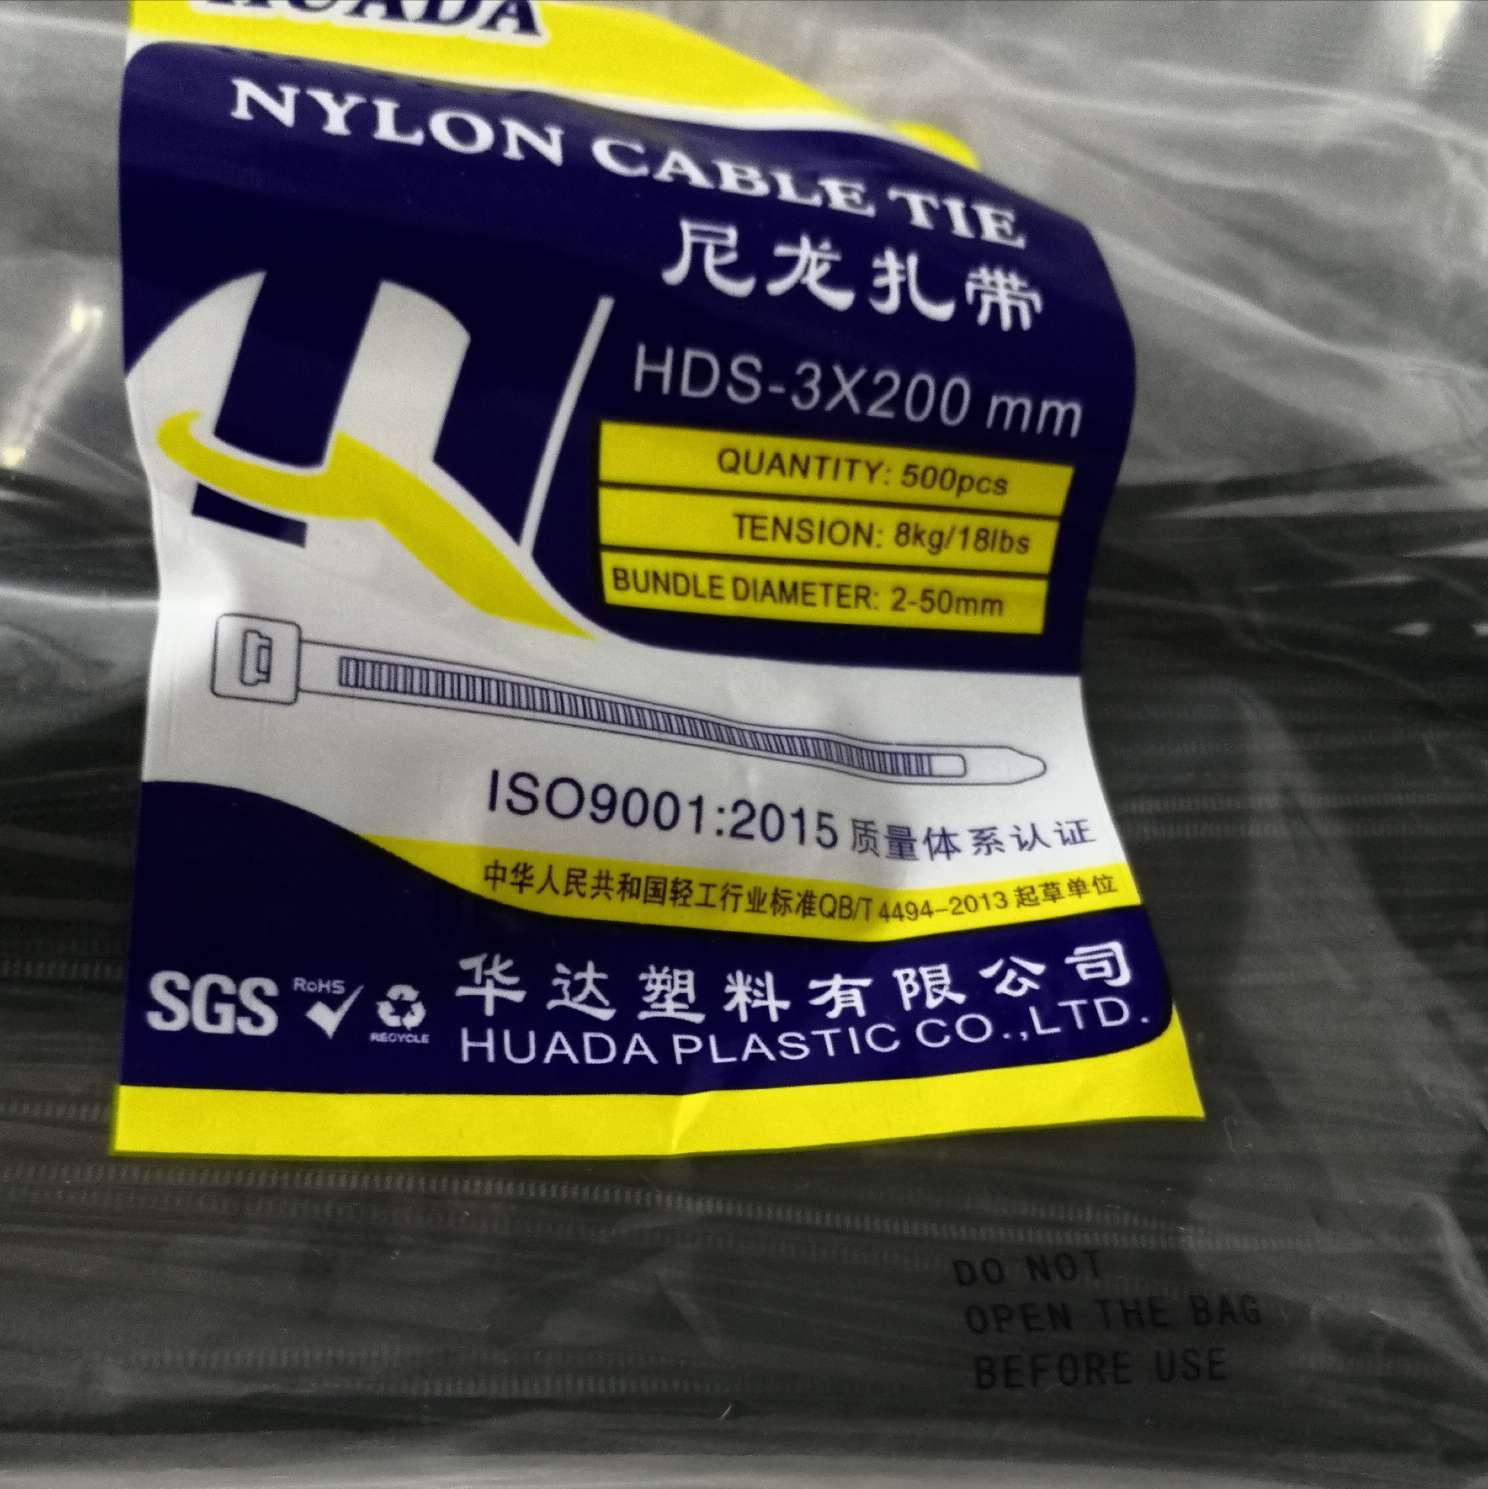 HUADA
NYLON CABLE TIE
尼龙扎带
HDS-3X200 mm
QUANTITY: 500pcs
TENSION: 8kg/18lbs
BUNDLE DIAMETER: 2-50mm
ISO9001:2015 质量体系认证
中华人民共和国轻工行业标准QB/T 4494-2013 起草单位
SGS RoHS RECYCLE 华达塑料有限公司
HUADA PLASTIC CO.,LTD.
DO NOT
OPEN THE BAG
BEFORE USE